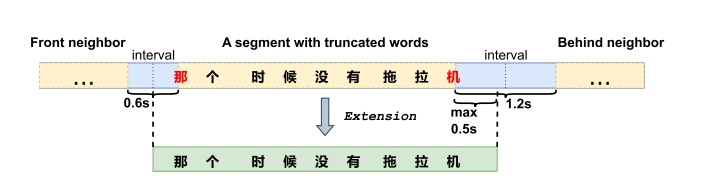 Front neighbor A segment with truncated words Behind neighbor
interval interval
... 那 个 时 候 没 有 拖 拉 机 ...
0.6s 1.2s
max
0.5s
Extension
那 个 时 候 没 有 拖 拉 机